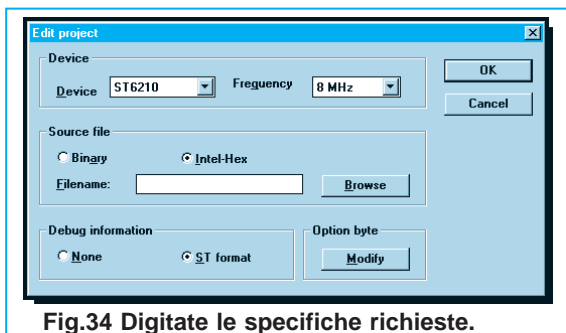 Edit project
Device
OK
Device ST6210 Freguency 8 MHz
Cancel
Source file
Binary Intel-Hex
Filename: Browse
Debug information Option byte
None ST format Modify
Fig.34 Digitate le specifiche richieste.